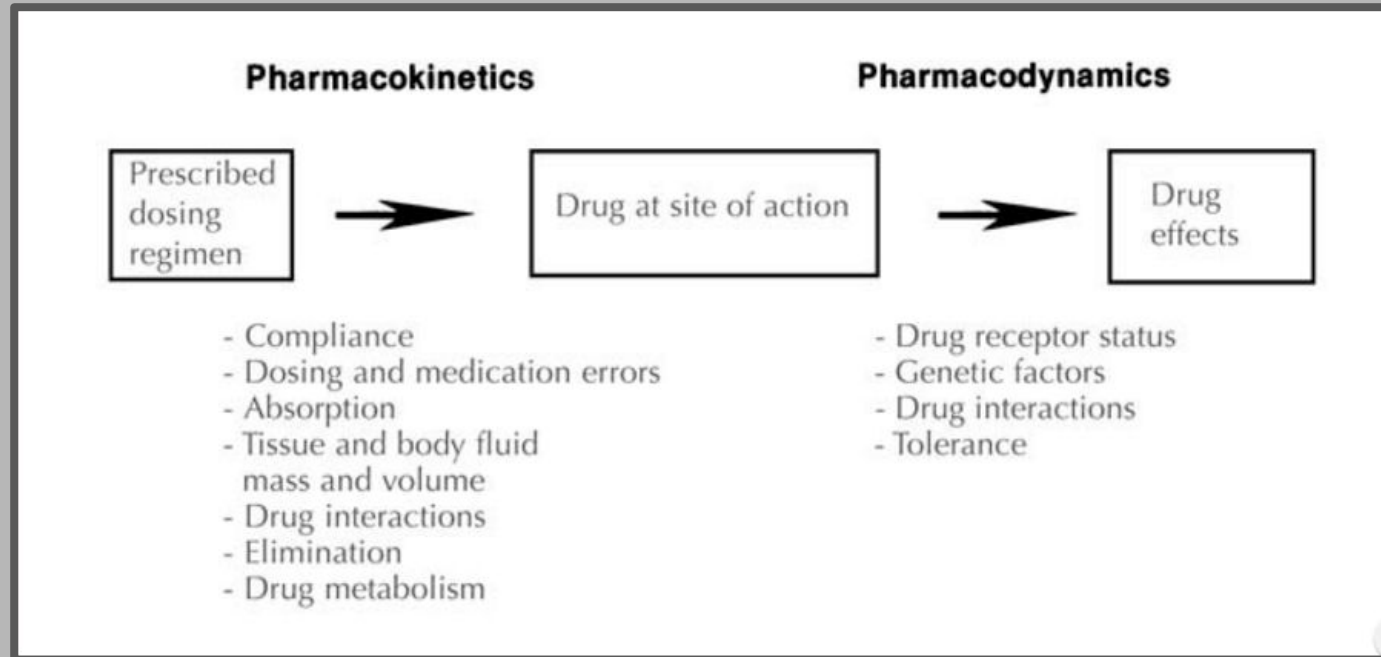 Pharmacokinetics
Pharmacodynamics
Prescribed
dosing
regimen
Drug at site of action
Drug
effects
- Compliance
- Dosing and medication errors
- Absorption
- Tissue and body fluid
mass and volume
- Drug interactions
- Elimination
- Drug metabolism
- Drug receptor status
- Genetic factors
- Drug interactions
- Tolerance